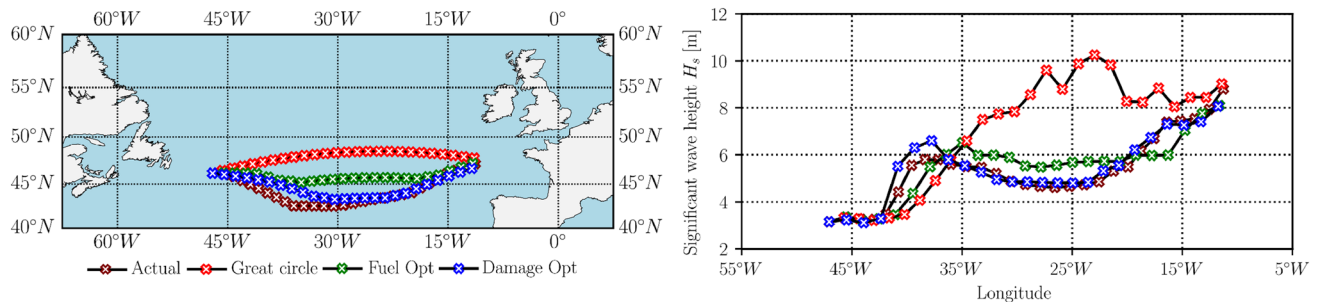 60°W 45°W 30°W 15°W 0°
60°N 60°N
55°N 55°N
50°N 50°N
45°N 45°N
40°N 40°N
60°W 45°W 30°W 15°W 0°
Actual Great circle Fuel Opt Damage Opt
Significant wave height Hₛ [m]
12
10
8
6
4
2
55°W 45°W 35°W 25°W 15°W 5°W
Longitude